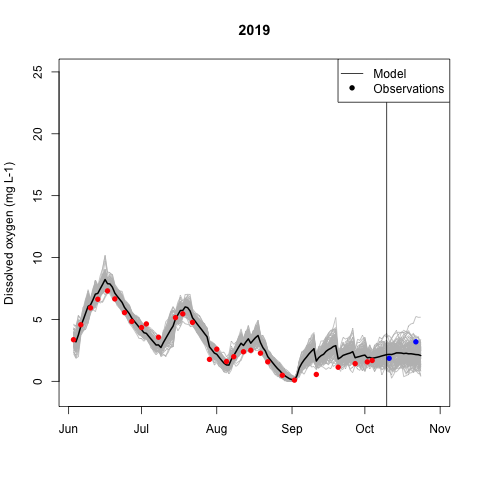 2019
Model
Observations
Dissolved oxygen (mg L-1)
25
20
15
10
5
0
Jun Jul Aug Sep Oct Nov